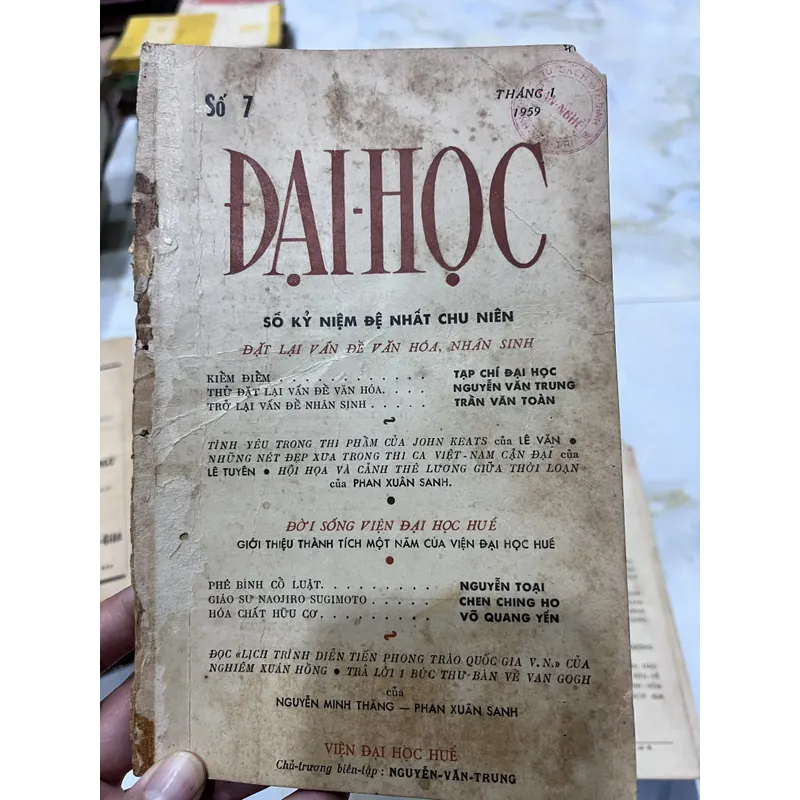 Số 7
THÁNG 1
1959
ĐẠI-HỌC
SỐ KỶ NIỆM ĐỆ NHẤT CHU NIÊN
ĐẶT LẠI VẤN ĐỀ VĂN HÓA, NHÂN SINH
KIỂM ĐIỂM . . . . . . . . . . . . . TẠP CHÍ ĐẠI HỌC
THỬ ĐẶT LẠI VẤN ĐỀ VĂN HÓA. . . . NGUYỄN VĂN TRUNG
TRỞ LẠI VẤN ĐỀ NHÂN SINH . . . . . TRẦN VĂN TOÀN
TÌNH YÊU TRONG THI PHẨM CỦA JOHN KEATS của LÊ VĂN •
NHỮNG NÉT ĐẸP XƯA TRONG THI CA VIỆT-NAM CẬN ĐẠI của
LÊ TUYÊN • HỘI HỌA VÀ CẢNH THÊ LƯƠNG GIỮA THỜI LOẠN
của PHAN XUÂN SANH.
ĐỜI SỐNG VIỆN ĐẠI HỌC HUẾ
GIỚI THIỆU THÀNH TÍCH MỘT NĂM CỦA VIỆN ĐẠI HỌC HUẾ
PHÊ BÌNH CỔ LUẬT. . . . . . . . . . NGUYỄN TOẠI
GIÁO SƯ NAOJIRO SUGIMOTO . . . . . CHEN CHING HO
HÓA CHẤT HỮU CƠ . . . . . . . . . . VÕ QUANG YẾN
ĐỌC «LỊCH TRÌNH DIỄN TIẾN PHONG TRÀO QUỐC GIA V.N.» CỦA
NGHIÊM XUÂN HỒNG • TRẢ LỜI 1 BỨC THƯ-BÀN VỀ VAN GOGH
của
NGUYỄN MINH THĂNG — PHAN XUÂN SANH
VIỆN ĐẠI HỌC HUẾ
Chủ-trương biên-tập : NGUYỄN-VĂN-TRUNG